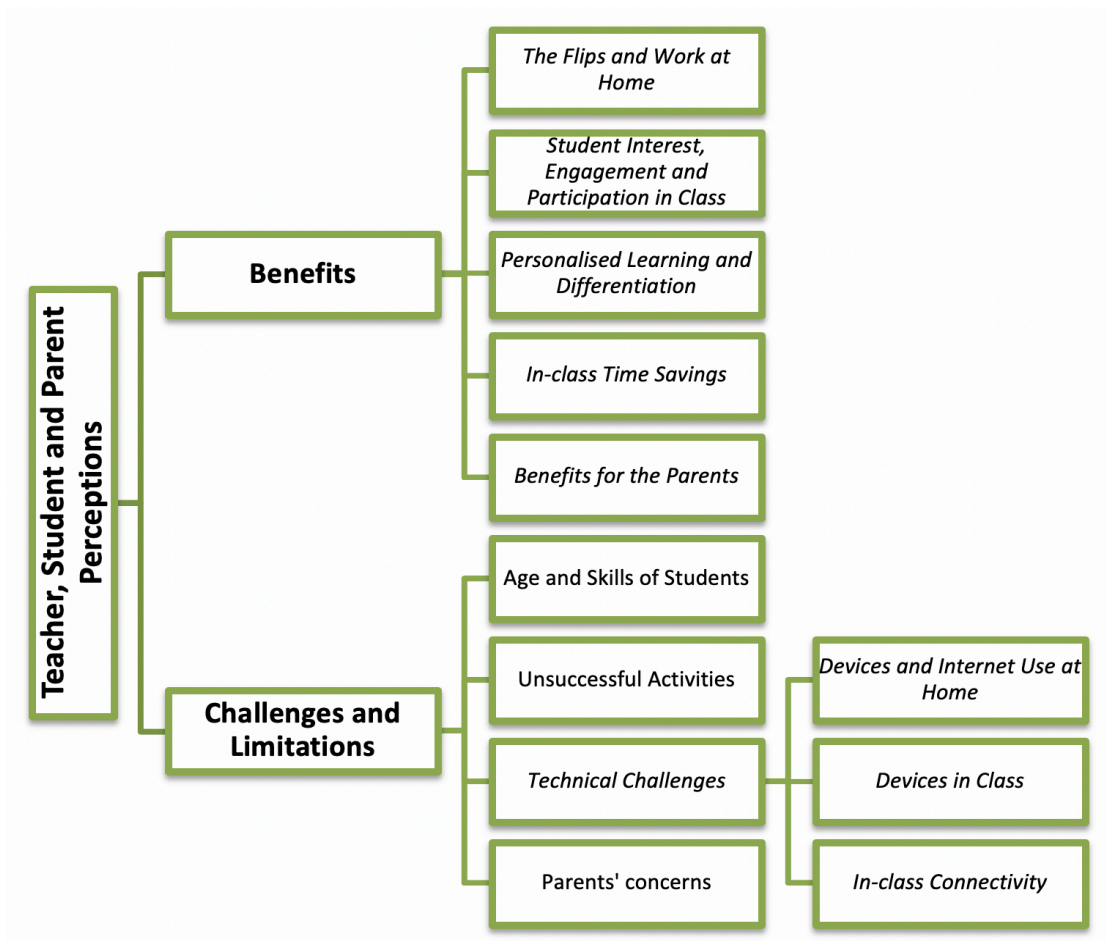 Teacher, Student and Parent
Perceptions
Benefits
The Flips and Work at
Home
Student Interest,
Engagement and
Participation in Class
Personalised Learning and
Differentiation
In-class Time Savings
Benefits for the Parents
Challenges and
Limitations
Age and Skills of Students
Unsuccessful Activities
Technical Challenges
Devices and Internet Use at
Home
Devices in Class
In-class Connectivity
Parents' concerns